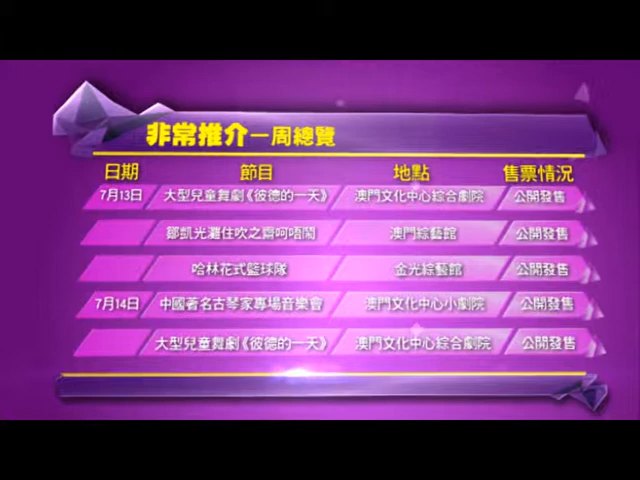 非常推介一周總覽
日期 節目 地點 售票情況
7月13日 大型兒童舞劇《彼德的一天》 澳門文化中心綜合劇院 公開發售
鄒凱光灘住吹之齋呵唔鬧 澳門綜藝館 公開發售
哈林花式籃球隊 金光綜藝館 公開發售
7月14日 中國著名古琴家專場音樂會 澳門文化中心小劇院 公開發售
大型兒童舞劇《彼德的一天》 澳門文化中心綜合劇院 公開發售